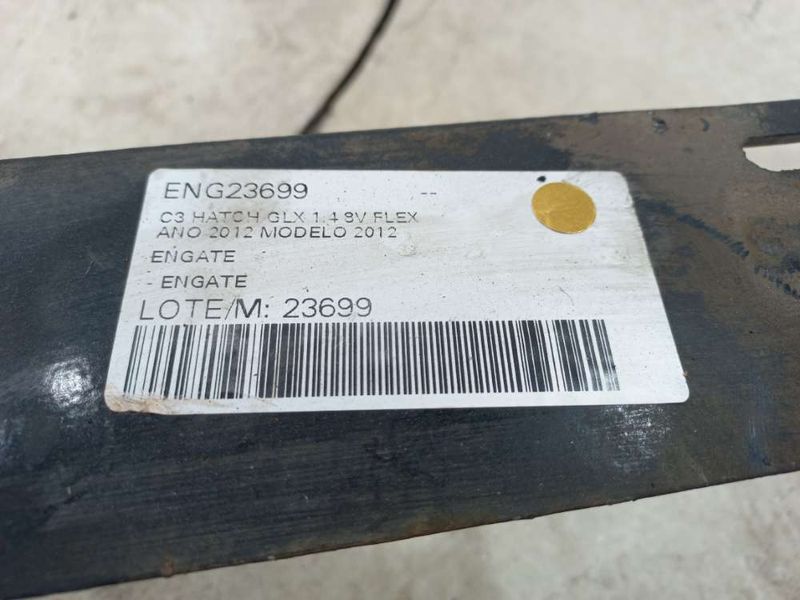 ENG23699 --
C3 HATCH GLX 1.4 8V FLEX
ANO 2012 MODELO 2012
ENGATE
- ENGATE
LOTE/M: 23699